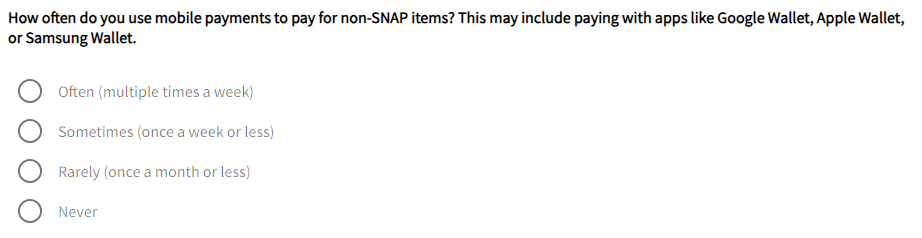 How often do you use mobile payments to pay for non-SNAP items? This may include paying with apps like Google Wallet, Apple Wallet,
or Samsung Wallet.
Often (multiple times a week)
Sometimes (once a week or less)
Rarely (once a month or less)
Never